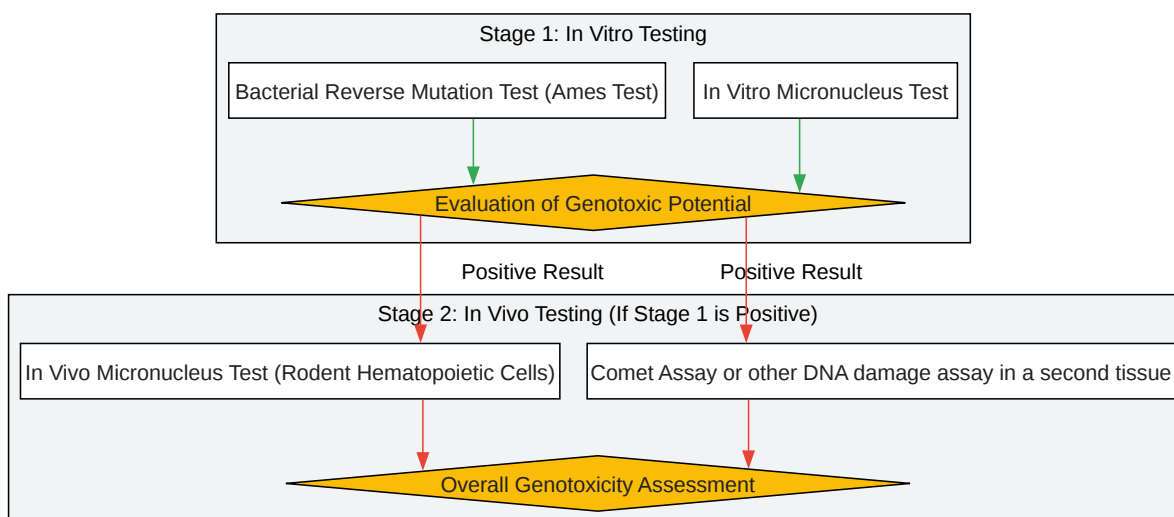 Stage 1: In Vitro Testing
Bacterial Reverse Mutation Test (Ames Test)
In Vitro Micronucleus Test
Evaluation of Genotoxic Potential
Positive Result
Positive Result
Stage 2: In Vivo Testing (If Stage 1 is Positive)
In Vivo Micronucleus Test (Rodent Hematopoietic Cells)
Comet Assay or other DNA damage assay in a second tissue
Overall Genotoxicity Assessment